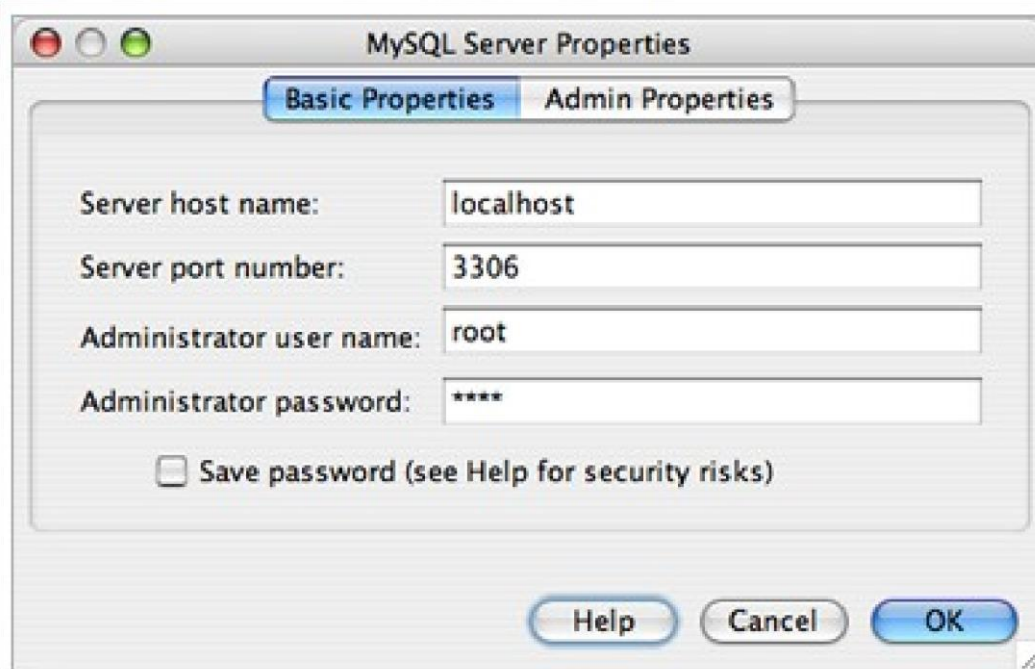 MySQL Server Properties
Basic Properties Admin Properties
Server host name: localhost
Server port number: 3306
Administrator user name: root
Administrator password: ****
Save password (see Help for security risks)
Help Cancel OK